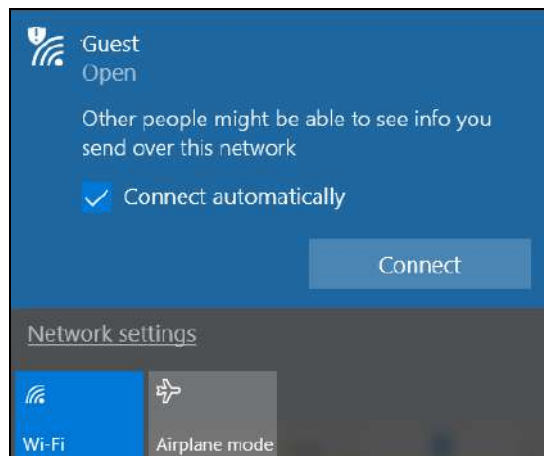 Guest
Open
Other people might be able to see info you
send over this network
Connect automatically
Connect
Network settings
Wi-Fi
Airplane mode